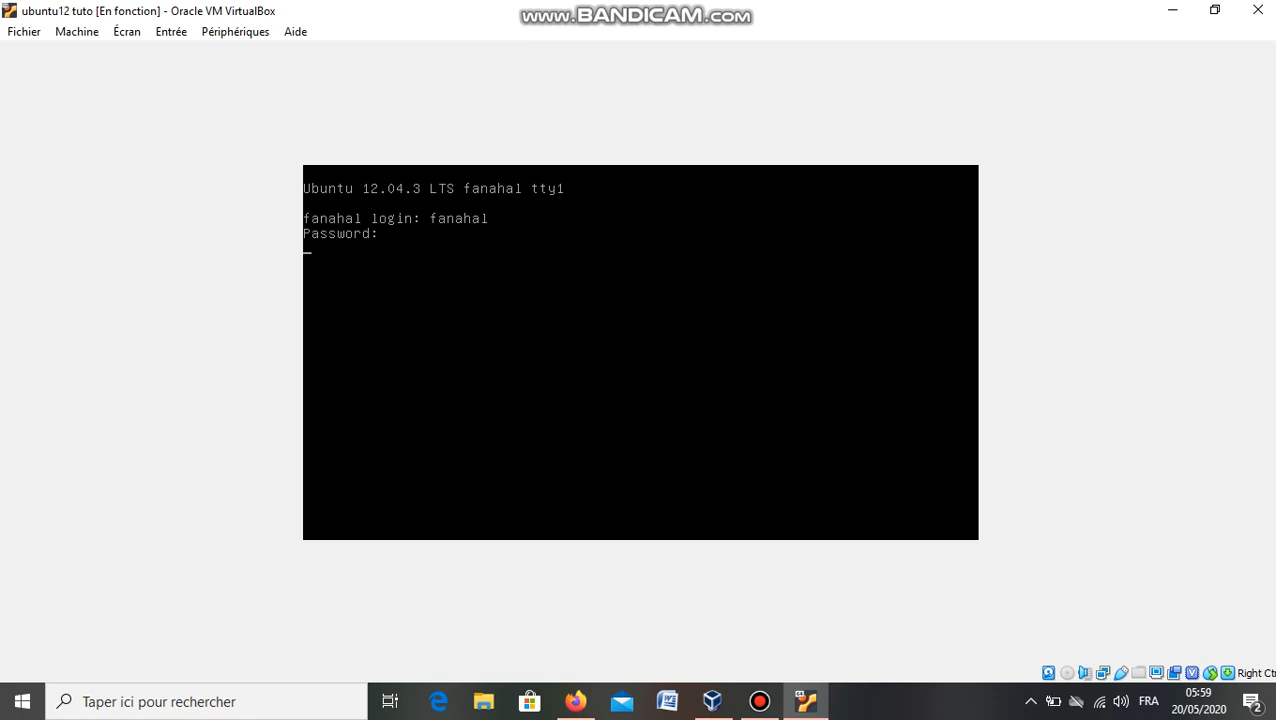 ubuntu12 tuto [En fonction] - Oracle VM VirtualBox
www.BANDICAM.com
Fichier Machine Écran Entrée Périphériques Aide
Ubuntu 12.04.3 LTS fanahal tty1
fanahal login: fanahal
Password:
_
Right Ct
Taper ici pour rechercher
FRA
05:59
20/05/2020
2